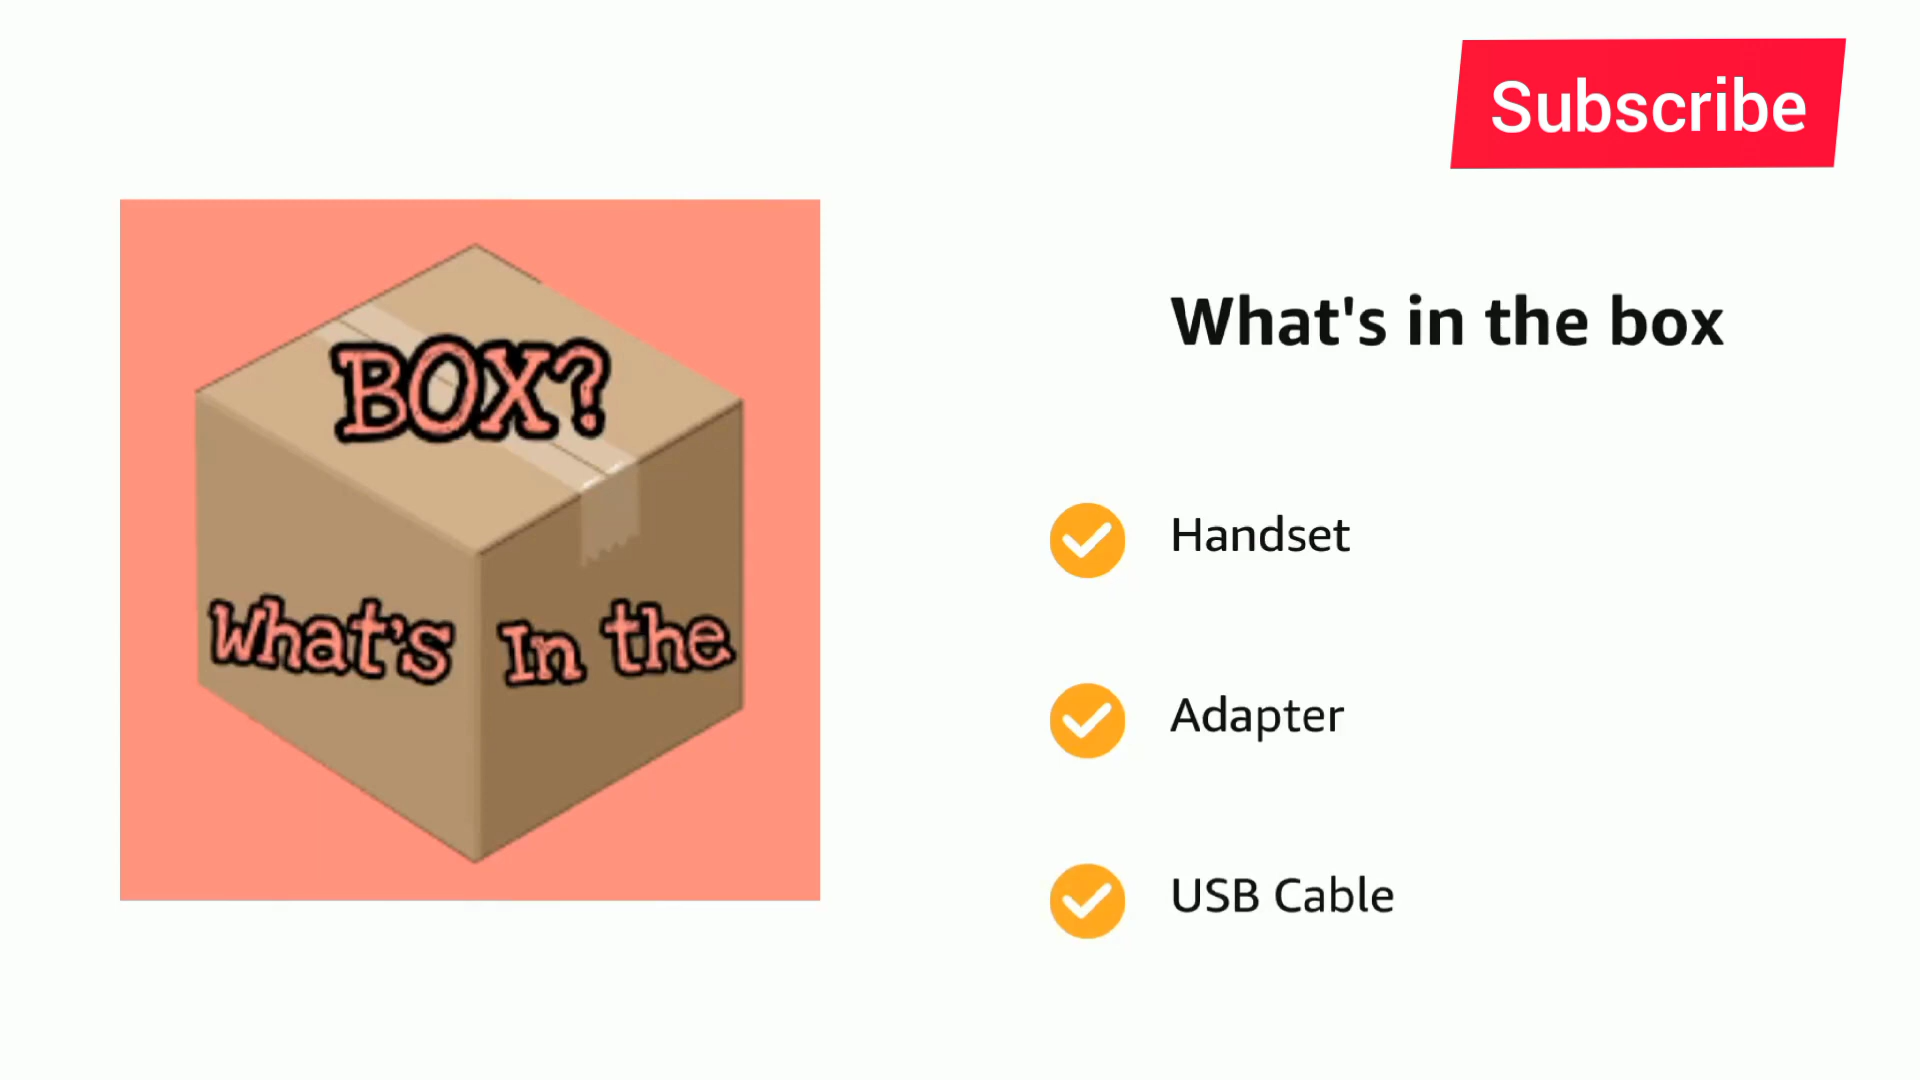 Subscribe
BOX?
What's In the
What's in the box
Handset
Adapter
USB Cable